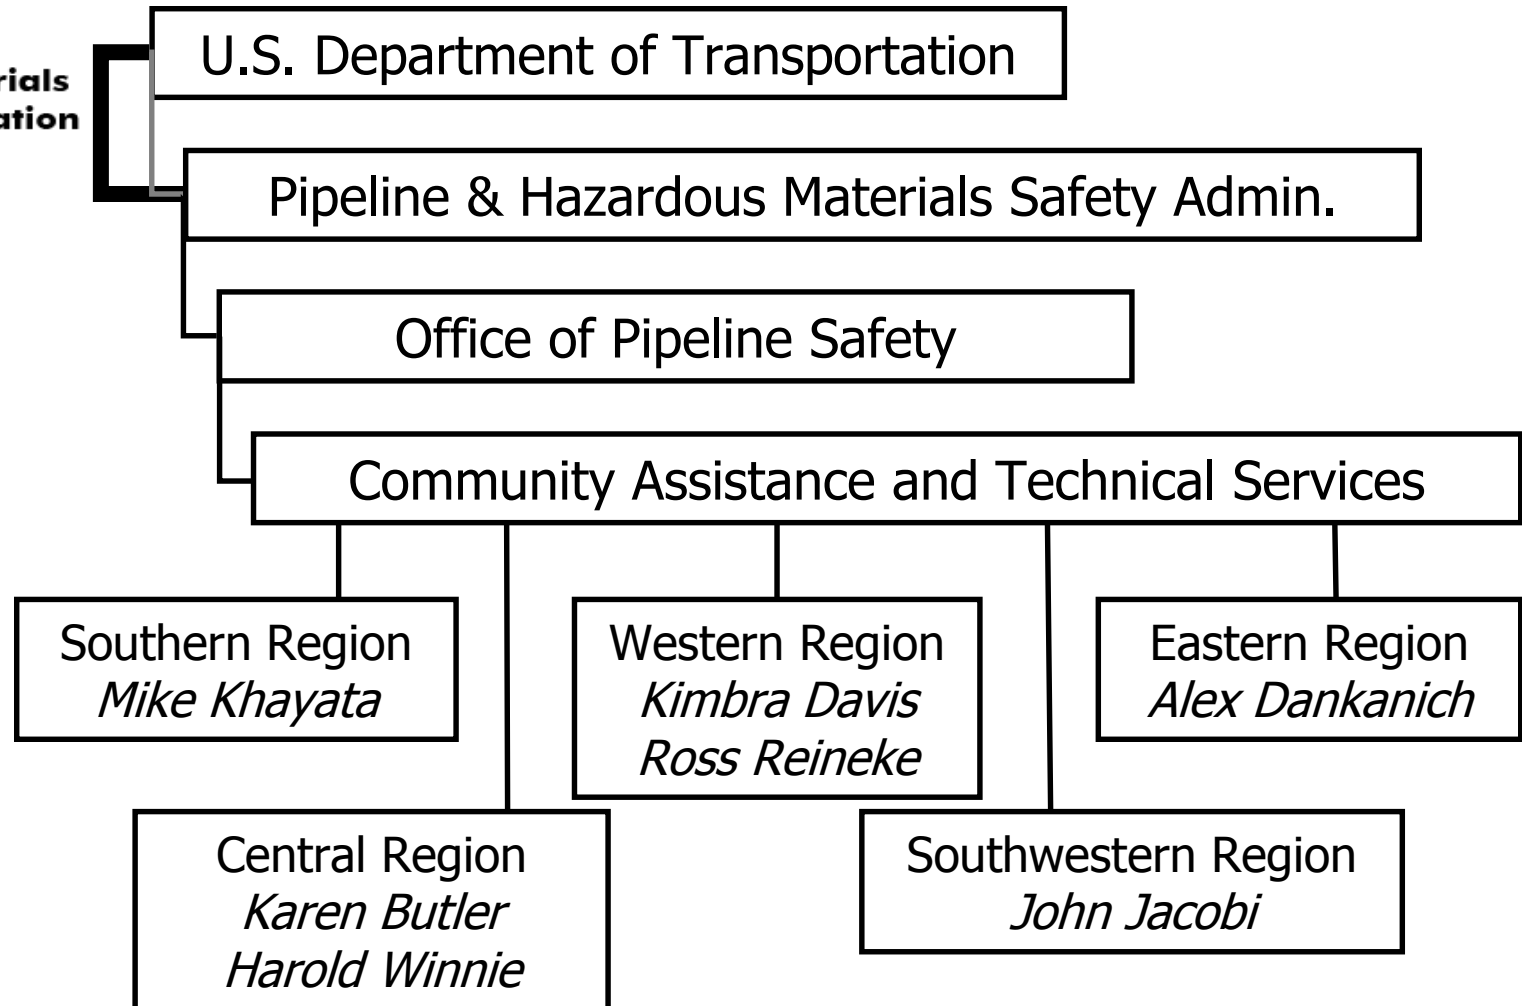 U.S. Department of Transportation
rials
ation
Pipeline & Hazardous Materials Safety Admin.
Office of Pipeline Safety
Community Assistance and Technical Services
Southern Region
Mike Khayata
Western Region
Kimbra Davis
Ross Reineke
Eastern Region
Alex Dankanich
Central Region
Karen Butler
Harold Winnie
Southwestern Region
John Jacobi